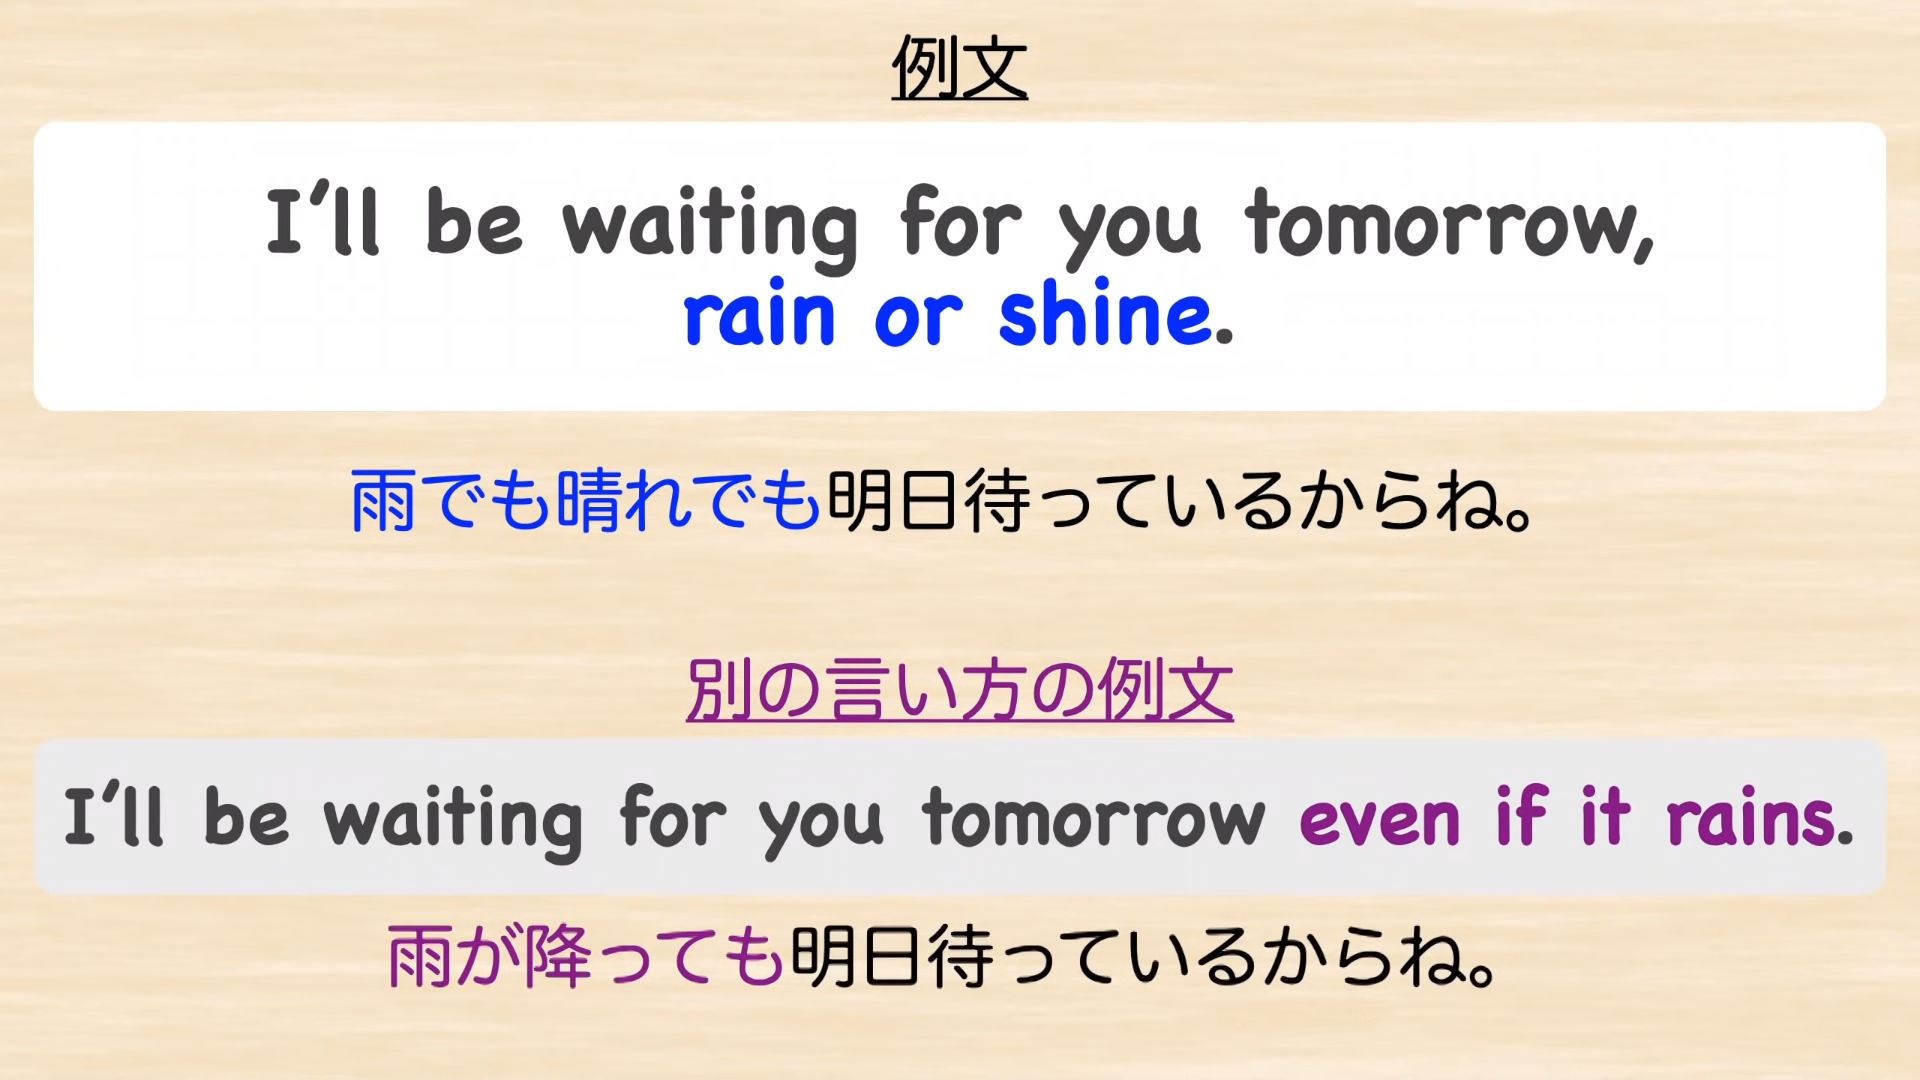 例文
I'll be waiting for you tomorrow,
rain or shine.
雨でも晴れでも明日待っているからね。
別の言い方の例文
I'll be waiting for you tomorrow even if it rains.
雨が降っても明日待っているからね。